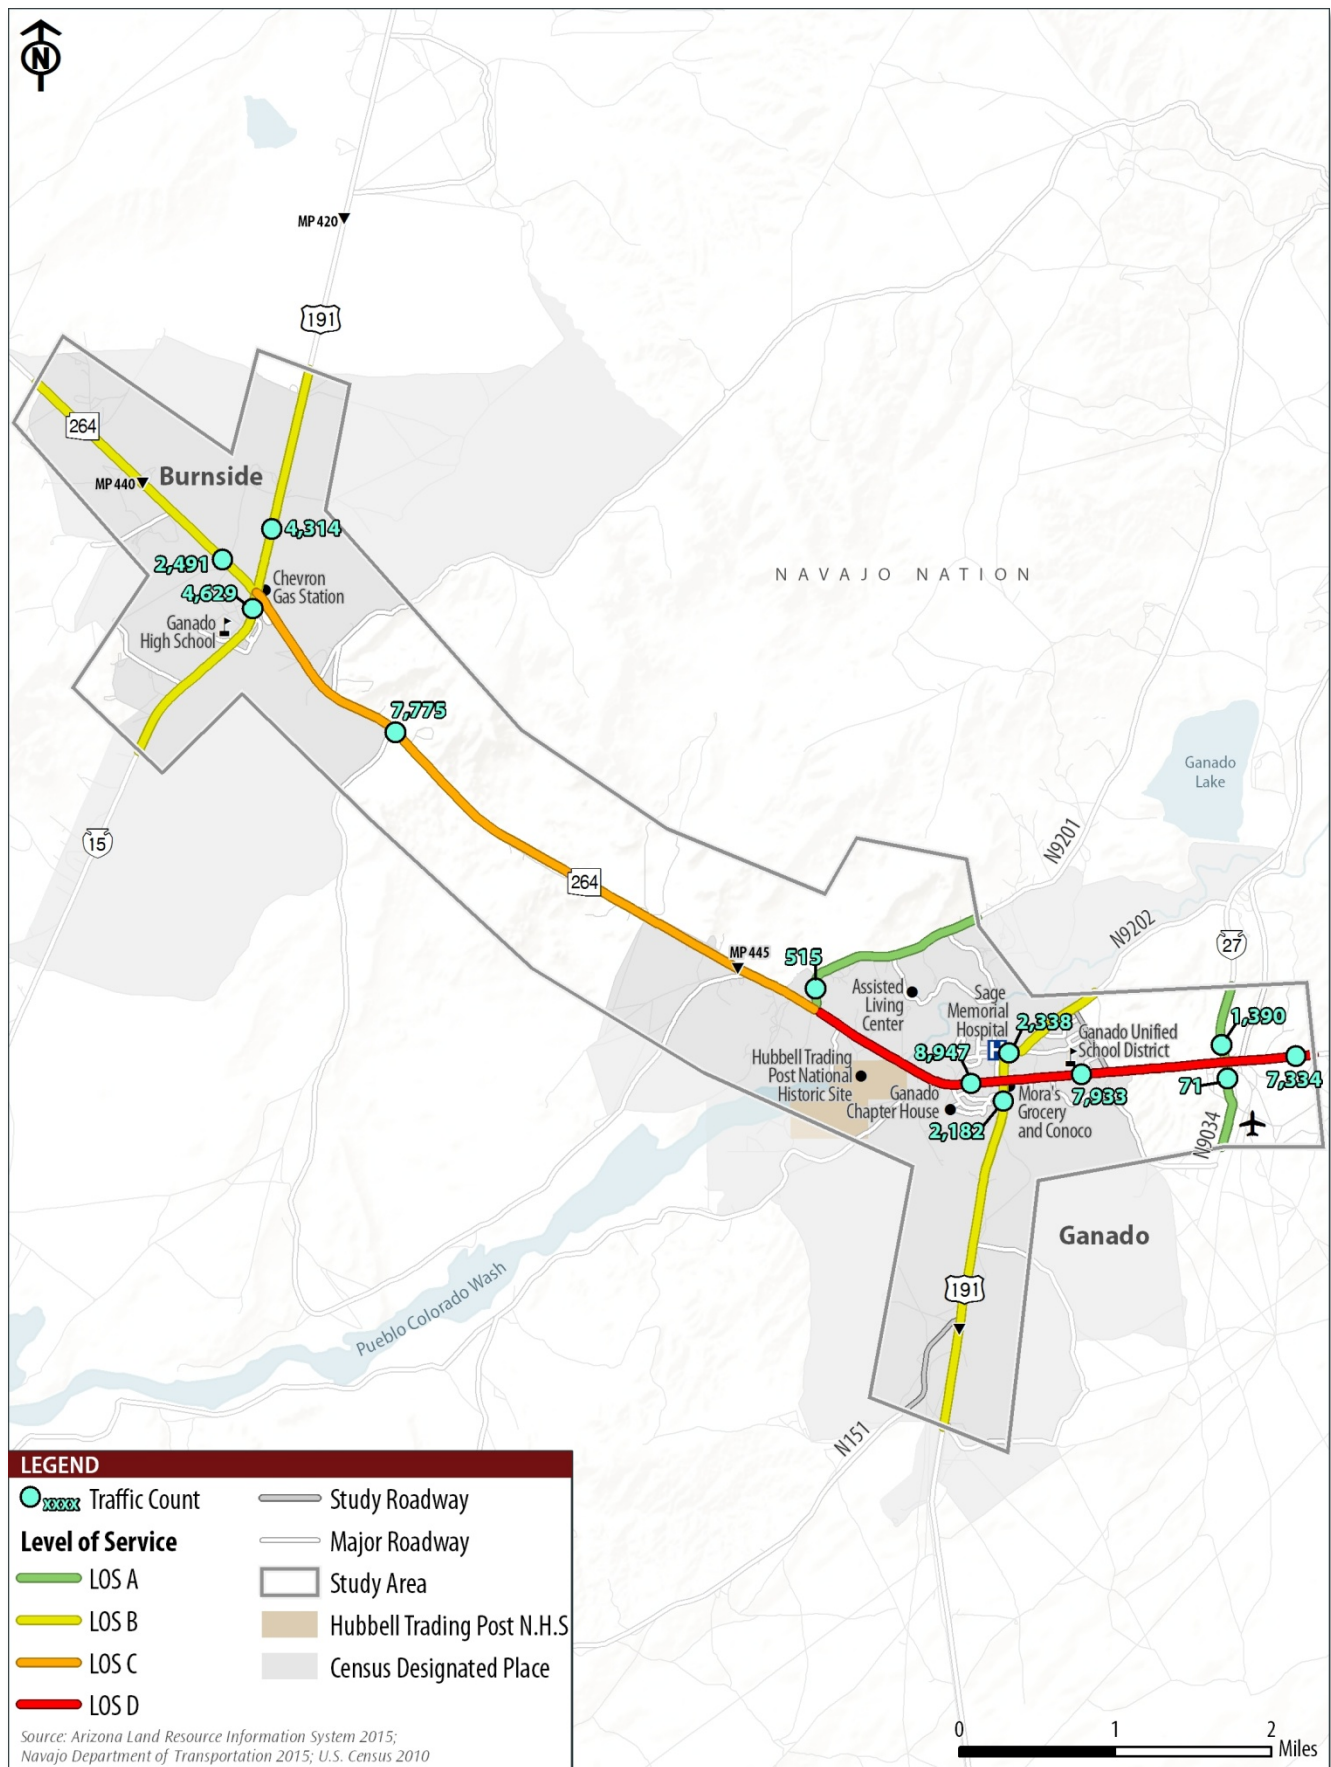 N
MP 420
191
264
Burnside
MP 440
4,314
2,491
Chevron
Gas Station
4,629
Ganado
High School
NAVAJO NATION
7,775
Ganado
Lake
15
N9201
264
N9202
27
MP 445
515
Assisted
Living
Center
Sage
Memorial
Hospital
H
2,338
1,390
Ganado Unified
School District
8,947
Hubbell Trading
Post National
Historic Site
7,334
71
7,933
Ganado
Chapter House
Mora's
Grocery
and Conoco
2,182
N9034
Ganado
191
Pueblo Colorado Wash
N151
LEGEND
xxxx Traffic Count
Study Roadway
Level of Service
Major Roadway
LOS A
Study Area
LOS B
Hubbell Trading Post N.H.S
LOS C
Census Designated Place
LOS D
Source: Arizona Land Resource Information System 2015;
Navajo Department of Transportation 2015; U.S. Census 2010
0 1 2
Miles